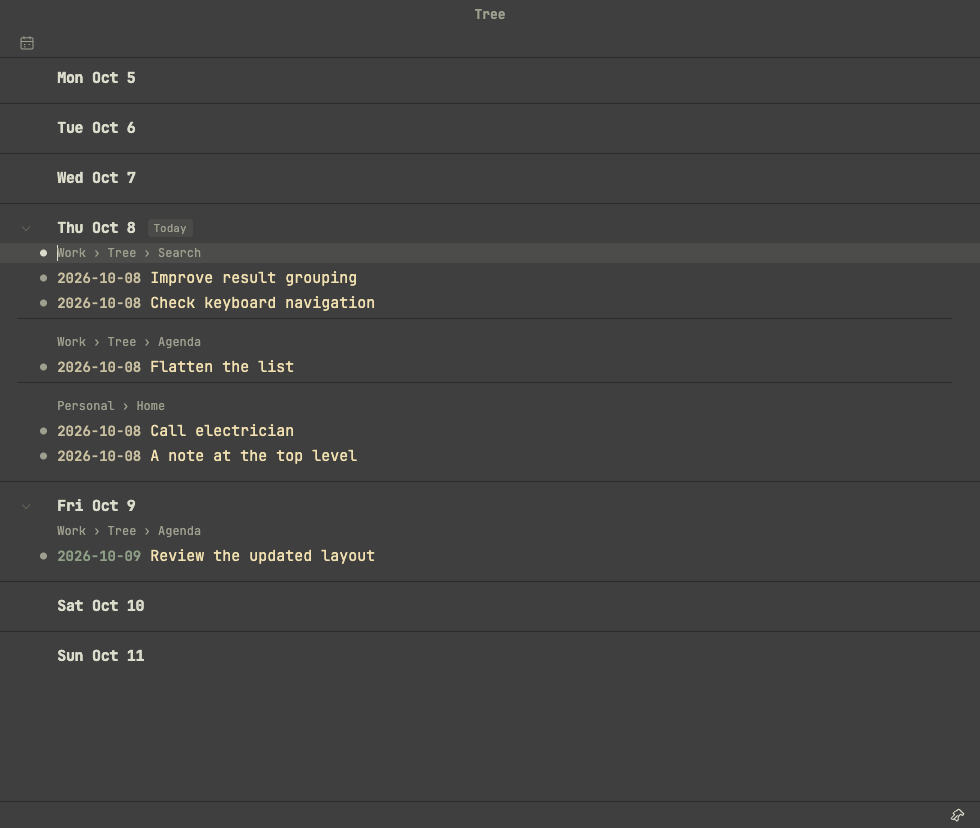 Tree
Mon Oct 5
Tue Oct 6
Wed Oct 7
Thu Oct 8 Today
Work › Tree › Search
2026-10-08 Improve result grouping
2026-10-08 Check keyboard navigation
Work › Tree › Agenda
2026-10-08 Flatten the list
Personal › Home
2026-10-08 Call electrician
2026-10-08 A note at the top level
Fri Oct 9
Work › Tree › Agenda
2026-10-09 Review the updated layout
Sat Oct 10
Sun Oct 11